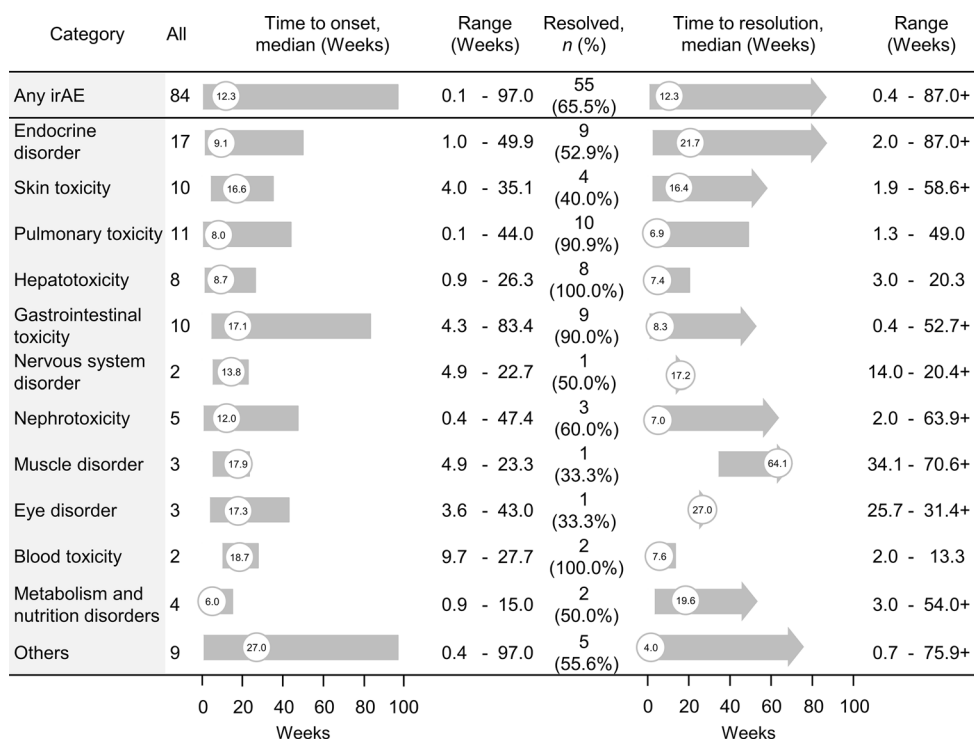 Category All Time to onset, median (Weeks) Range (Weeks) Resolved, n (%) Time to resolution, median (Weeks) Range (Weeks)
Any irAE 84 12.3 0.1 - 97.0 55 (65.5%) 12.3 0.4 - 87.0+
Endocrine disorder 17 9.1 1.0 - 49.9 9 (52.9%) 21.7 2.0 - 87.0+
Skin toxicity 10 16.6 4.0 - 35.1 4 (40.0%) 16.4 1.9 - 58.6+
Pulmonary toxicity 11 8.0 0.1 - 44.0 10 (90.9%) 6.9 1.3 - 49.0
Hepatotoxicity 8 8.7 0.9 - 26.3 8 (100.0%) 7.4 3.0 - 20.3
Gastrointestinal toxicity 10 17.1 4.3 - 83.4 9 (90.0%) 8.3 0.4 - 52.7+
Nervous system disorder 2 13.8 4.9 - 22.7 1 (50.0%) 17.2 14.0 - 20.4+
Nephrotoxicity 5 12.0 0.4 - 47.4 3 (60.0%) 7.0 2.0 - 63.9+
Muscle disorder 3 17.9 4.9 - 23.3 1 (33.3%) 64.1 34.1 - 70.6+
Eye disorder 3 17.3 3.6 - 43.0 1 (33.3%) 27.0 25.7 - 31.4+
Blood toxicity 2 18.7 9.7 - 27.7 2 (100.0%) 7.6 2.0 - 13.3
Metabolism and nutrition disorders 4 6.0 0.9 - 15.0 2 (50.0%) 19.6 3.0 - 54.0+
Others 9 27.0 0.4 - 97.0 5 (55.6%) 4.0 0.7 - 75.9+
0 20 40 60 80 100 0 20 40 60 80 100
Weeks Weeks